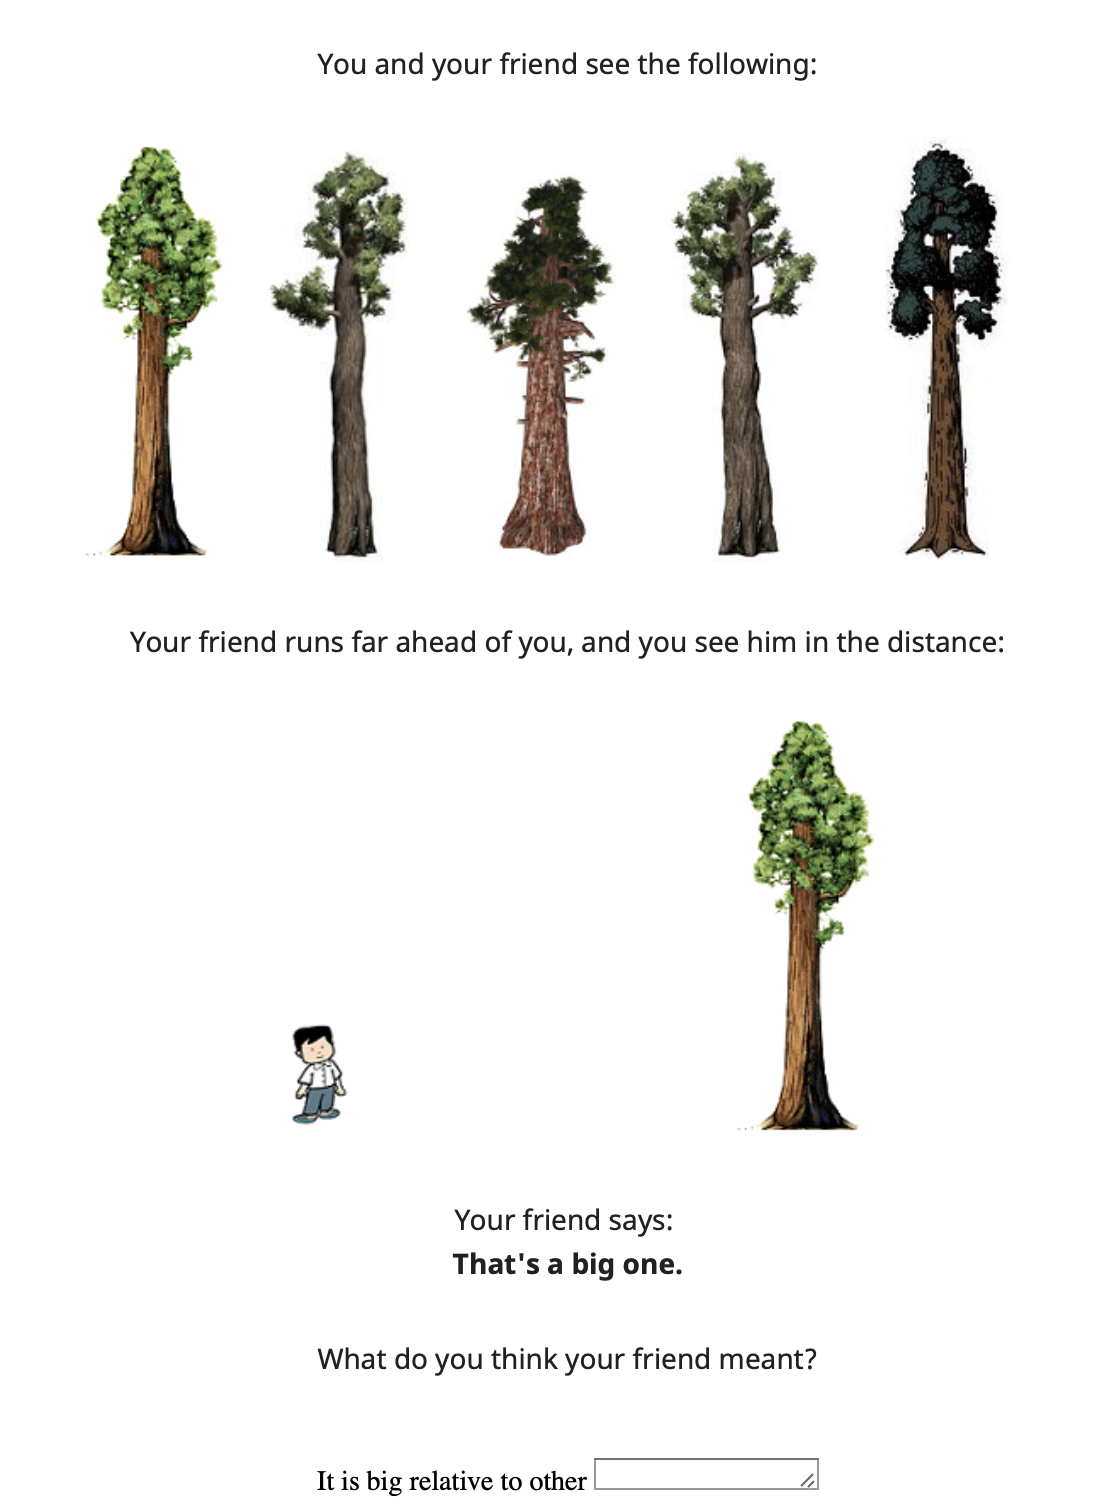 You and your friend see the following:
Your friend runs far ahead of you, and you see him in the distance:
Your friend says:
That's a big one.
What do you think your friend meant?
It is big relative to other